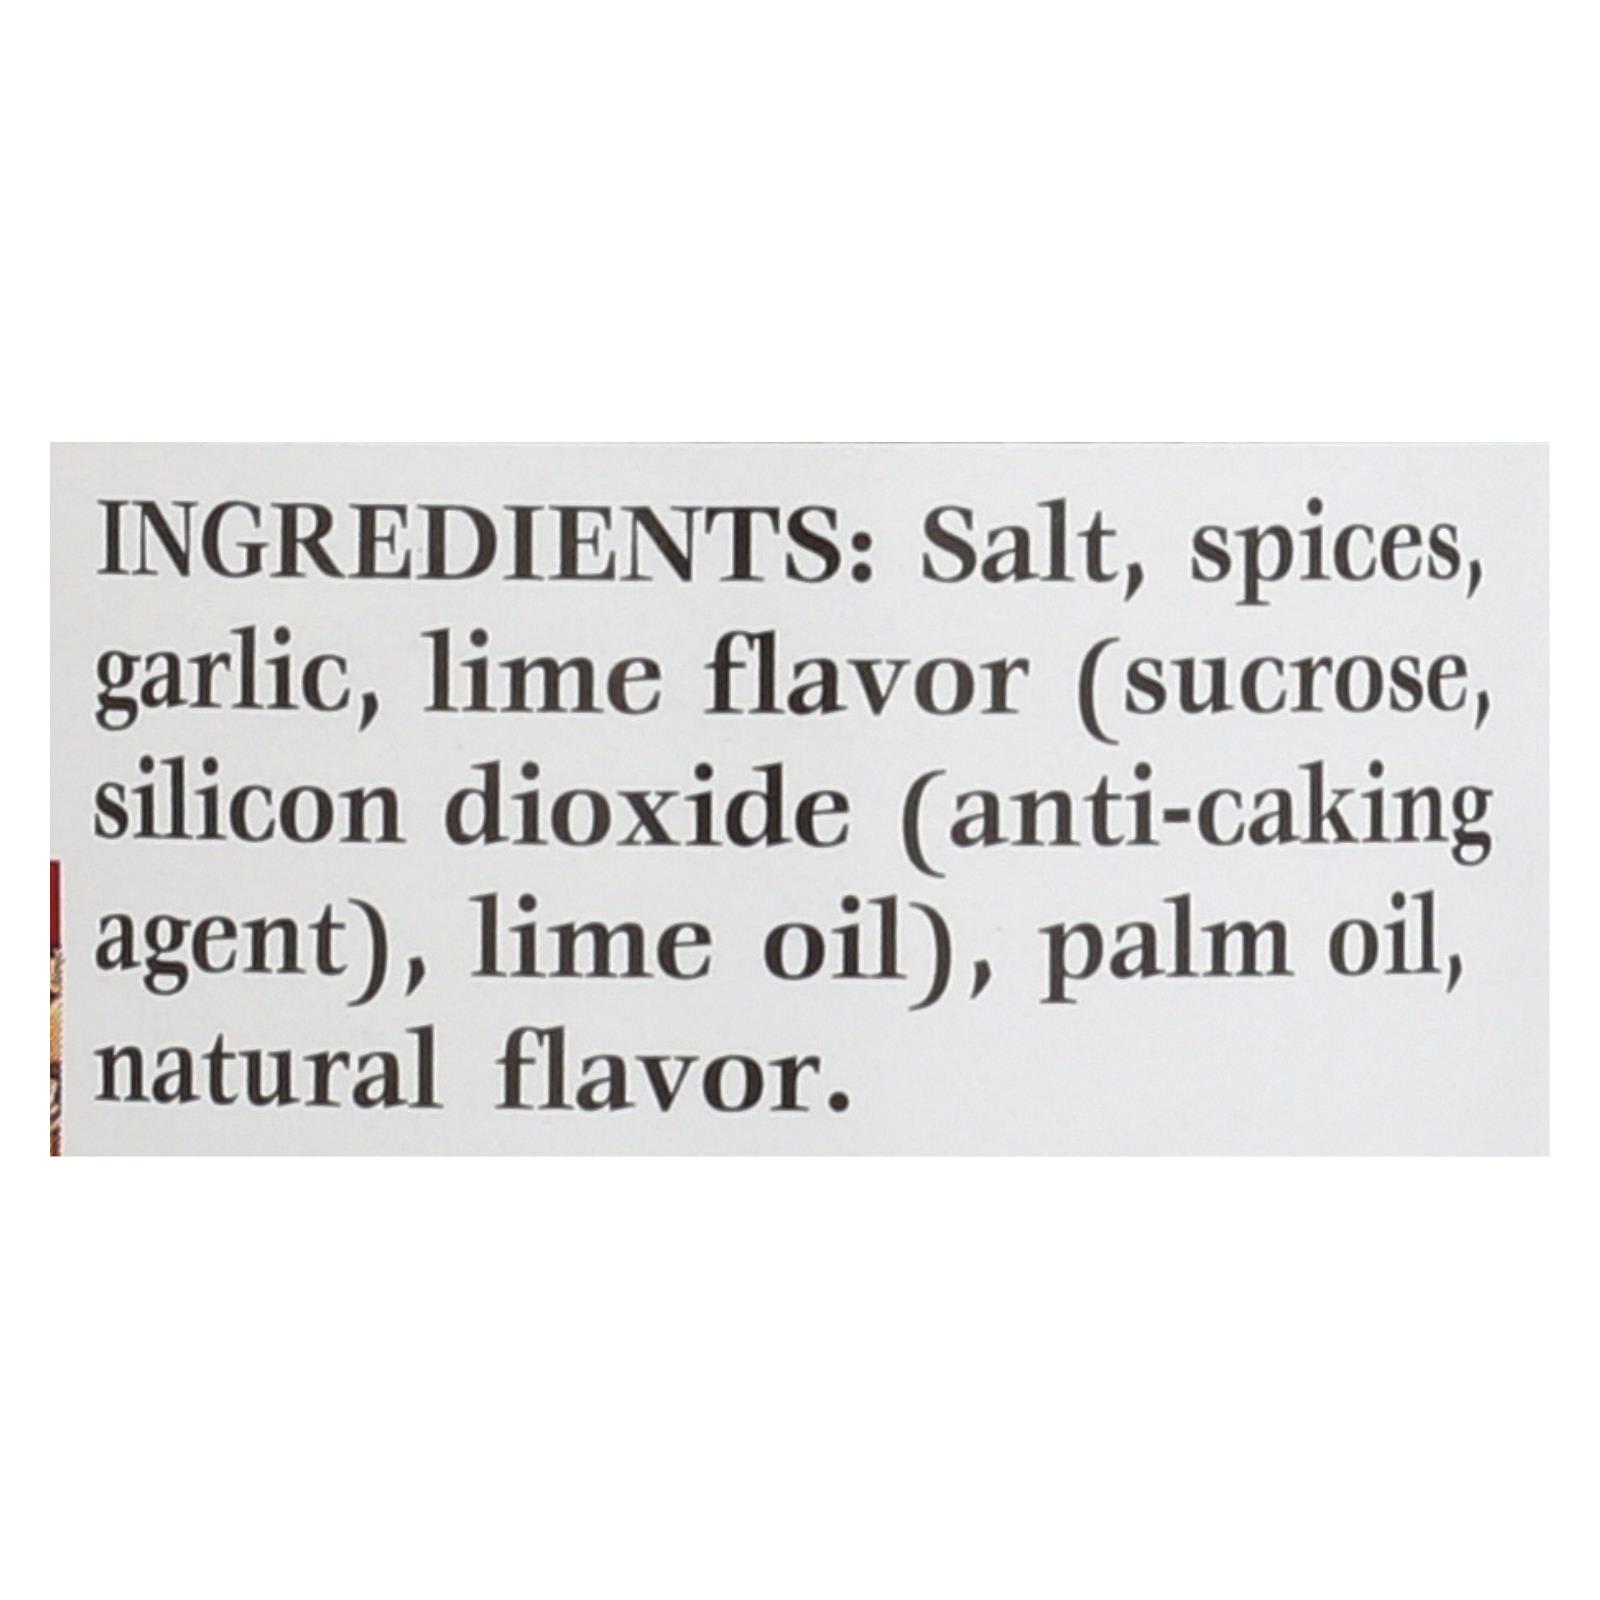 INGREDIENTS: Salt, spices,
garlic, lime flavor (sucrose,
silicon dioxide (anti-caking
agent), lime oil), palm oil,
natural flavor.